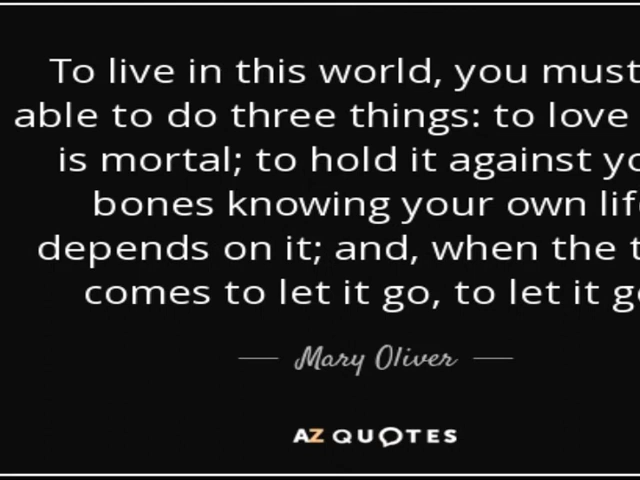 To live in this world, you must
able to do three things: to love
is mortal; to hold it against yo
bones knowing your own lif
depends on it; and, when the t
comes to let it go, to let it g
Mary Oliver
AZ QUOTES